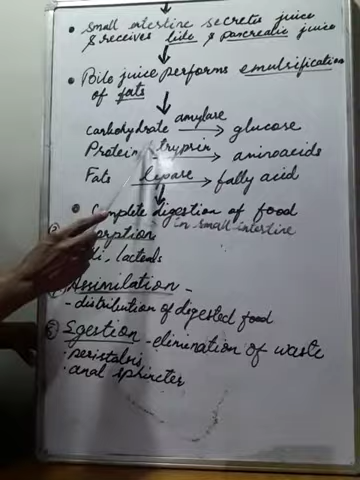 Small intestine secretes juice
& receives bile & pancreatic juice
Bile juice performs emulsification
of fats
carbohydrate amylase glucose
Protein trypsin aminoacids
Fats lipase fatty acid
Complete digestion of food
in small intestine
lacteals
Assimilation -
- distribution of digested food
Egestion - elimination of waste
. peristalsis
. anal sphincter